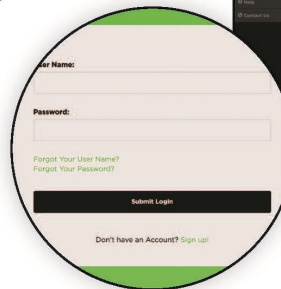 Help
Contact Us
User Name:
Password:
Forgot Your User Name?
Forgot Your Password?
Submit Login
Don't have an Account? Sign up!